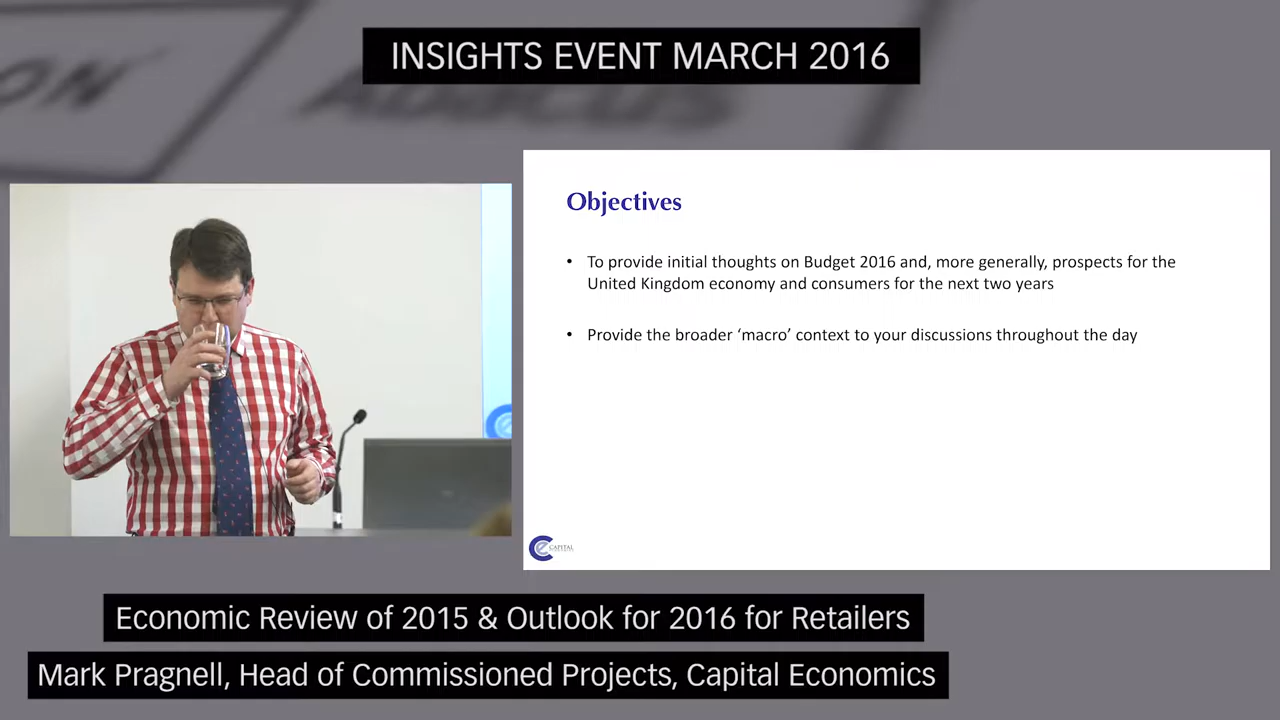 INSIGHTS EVENT MARCH 2016
ON
ABACUS
Objectives
• To provide initial thoughts on Budget 2016 and, more generally, prospects for the
United Kingdom economy and consumers for the next two years
• Provide the broader ‘macro’ context to your discussions throughout the day
CAPITAL
Economic Review of 2015 & Outlook for 2016 for Retailers
Mark Pragnell, Head of Commissioned Projects, Capital Economics